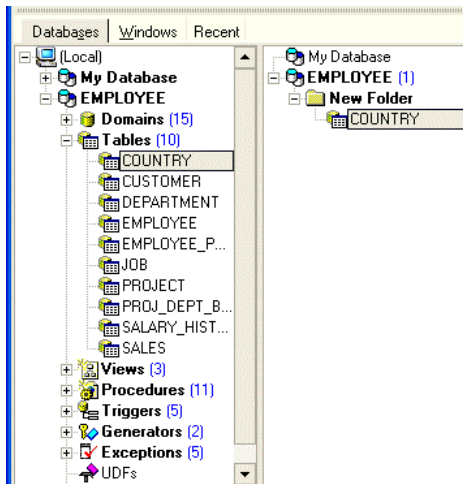 Databases Windows Recent
(Local)
My Database
EMPLOYEE
Domains (15)
Tables (10)
COUNTRY
CUSTOMER
DEPARTMENT
EMPLOYEE
EMPLOYEE_P...
JOB
PROJECT
PROJ_DEPT_B...
SALARY_HIST...
SALES
Views (3)
Procedures (11)
Triggers (5)
Generators (2)
Exceptions (5)
UDFs
My Database
EMPLOYEE (1)
New Folder
COUNTRY